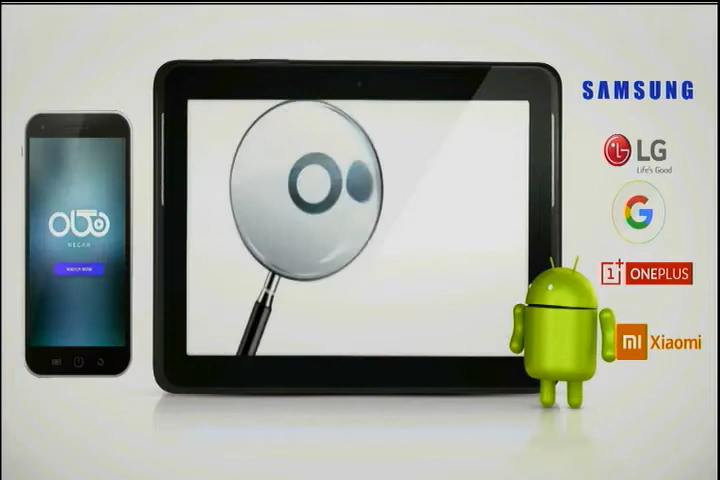 نگاه
NEGAH
WATCH NOW
SAMSUNG
LG
Life's Good
G
1+ ONEPLUS
MI Xiaomi